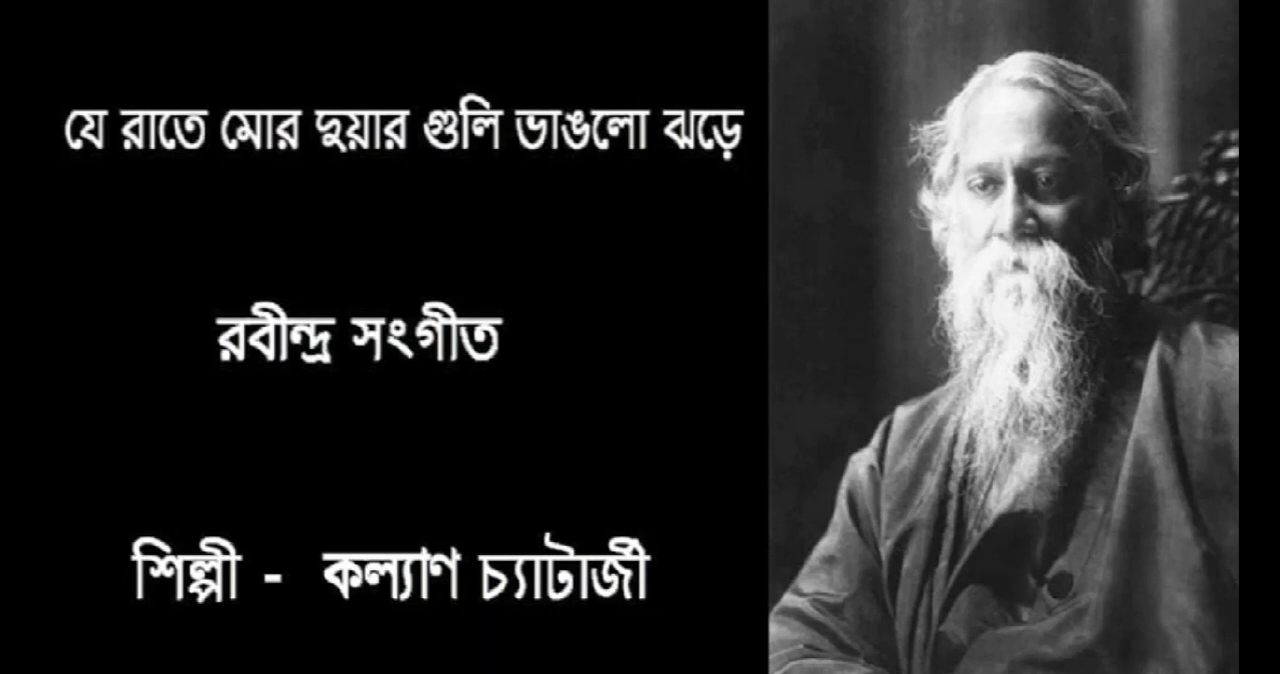 যে রাতে মোর দুয়ার গুলি ভাঙলো ঝড়ে
রবীন্দ্র সংগীত
শিল্পী - কল্যাণ চ্যাটার্জী